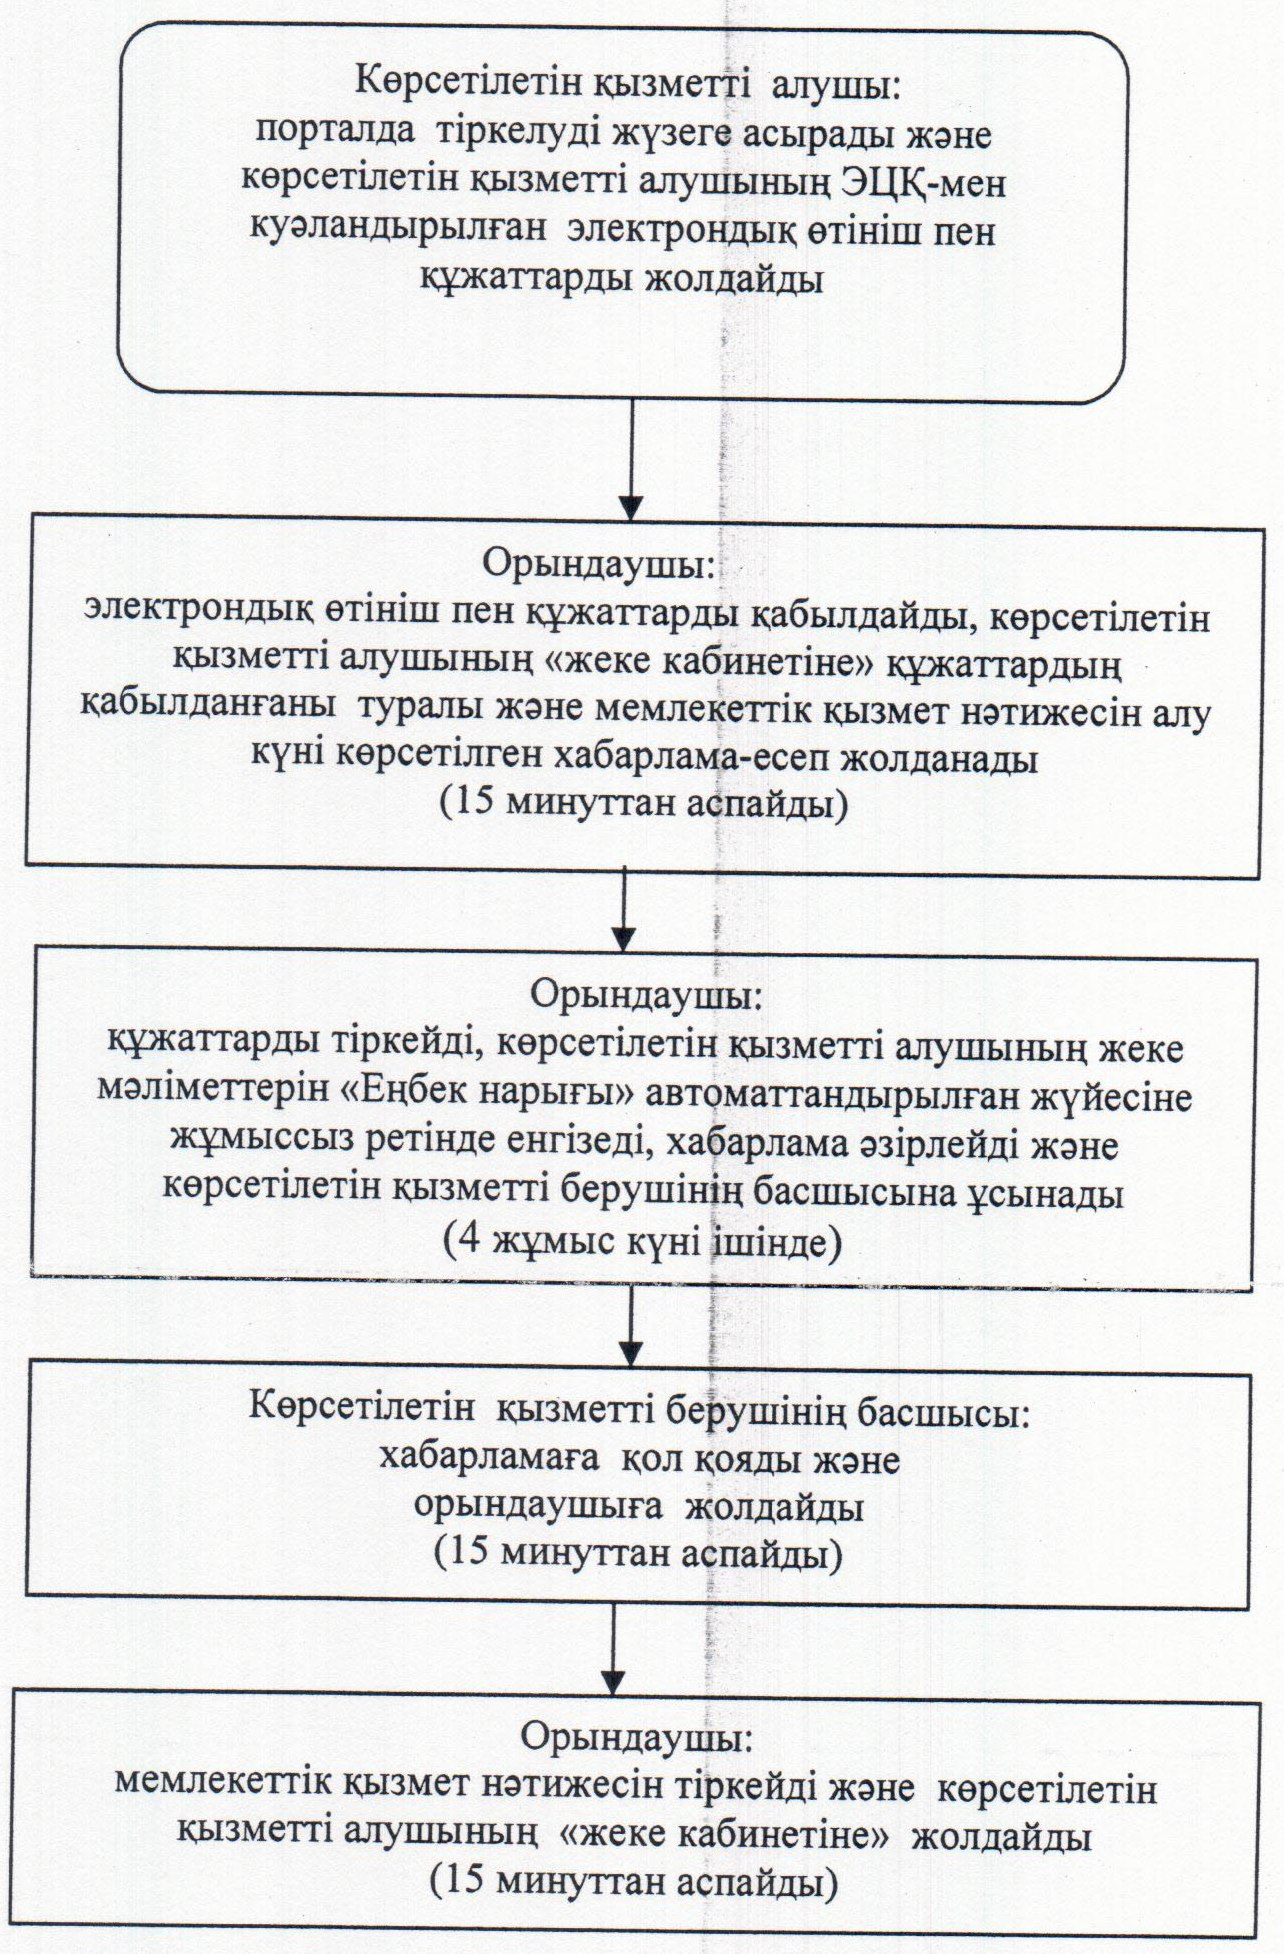 Көрсетілетін қызметті алушы:
порталда тіркелуді жүзеге асырады және
көрсетілетін қызметті алушының ЭЦҚ-мен
куәландырылған электрондық өтініш пен
құжаттарды жолдайды
Орындаушы:
электрондық өтініш пен құжаттарды қабылдайды, көрсетілетін
қызметті алушының «жеке кабинетіне» құжаттардың
қабылданғаны туралы және мемлекеттік қызмет нәтижесін алу
күні көрсетілген хабарлама-есеп жолданады
(15 минуттан аспайды)
Орындаушы:
құжаттарды тіркейді, көрсетілетін қызметті алушының жеке
мәліметтерін «Еңбек нарығы» автоматтандырылған жүйесіне
жұмыссыз ретінде енгізеді, хабарлама әзірлейді және
көрсетілетін қызметті берушінің басшысына ұсынады
(4 жұмыс күні ішінде)
Көрсетілетін қызметті берушінің басшысы:
хабарламаға қол қояды және
орындаушыға жолдайды
(15 минуттан аспайды)
Орындаушы:
мемлекеттік қызмет нәтижесін тіркейді және көрсетілетін
қызметті алушының «жеке кабинетіне» жолдайды
(15 минуттан аспайды)